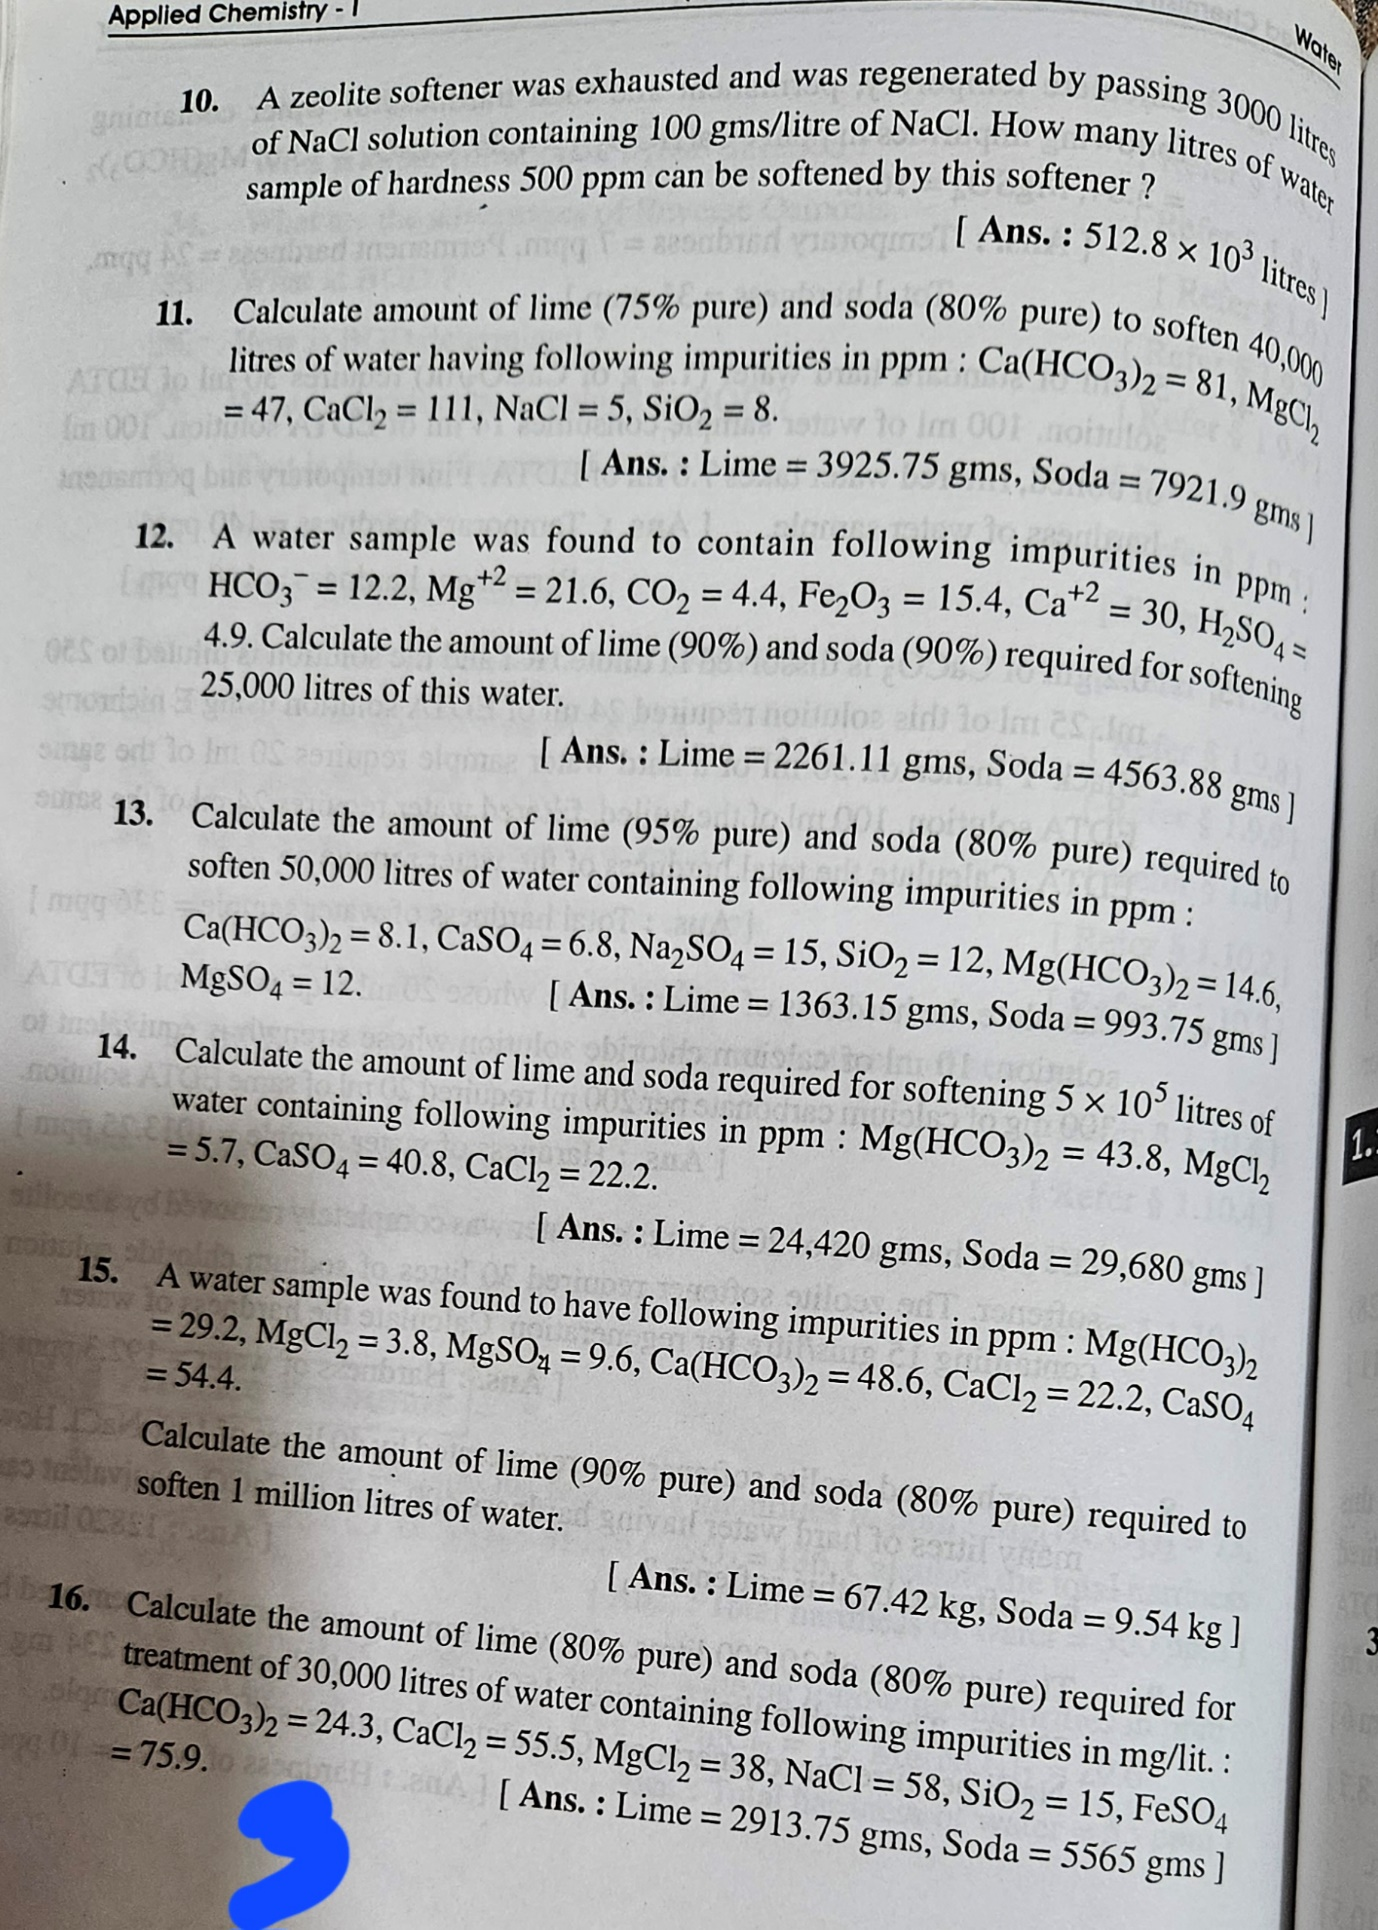 Applied Chemistry - I
Water
10. A zeolite softener was exhausted and was regenerated by passing 3000 litres
of NaCl solution containing 100 gms/litre of NaCl. How many litres of water
sample of hardness 500 ppm can be softened by this softener ?
[ Ans. : 512.8 × 10³ litres ]
11. Calculate amount of lime (75% pure) and soda (80% pure) to soften 40,000
litres of water having following impurities in ppm : Ca(HCO₃)₂ = 81, MgCl₂
= 47, CaCl₂ = 111, NaCl = 5, SiO₂ = 8.
[ Ans. : Lime = 3925.75 gms, Soda = 7921.9 gms ]
12. A water sample was found to contain following impurities in ppm :
HCO₃⁻ = 12.2, Mg⁺² = 21.6, CO₂ = 4.4, Fe₂O₃ = 15.4, Ca⁺² = 30, H₂SO₄ =
4.9. Calculate the amount of lime (90%) and soda (90%) required for softening
25,000 litres of this water.
[ Ans. : Lime = 2261.11 gms, Soda = 4563.88 gms ]
13. Calculate the amount of lime (95% pure) and soda (80% pure) required to
soften 50,000 litres of water containing following impurities in ppm :
Ca(HCO₃)₂ = 8.1, CaSO₄ = 6.8, Na₂SO₄ = 15, SiO₂ = 12, Mg(HCO₃)₂ = 14.6,
MgSO₄ = 12. [ Ans. : Lime = 1363.15 gms, Soda = 993.75 gms ]
14. Calculate the amount of lime and soda required for softening 5 × 10⁵ litres of
water containing following impurities in ppm : Mg(HCO₃)₂ = 43.8, MgCl₂
= 5.7, CaSO₄ = 40.8, CaCl₂ = 22.2.
[ Ans. : Lime = 24,420 gms, Soda = 29,680 gms ]
15. A water sample was found to have following impurities in ppm : Mg(HCO₃)₂
= 29.2, MgCl₂ = 3.8, MgSO₄ = 9.6, Ca(HCO₃)₂ = 48.6, CaCl₂ = 22.2, CaSO₄
= 54.4.
Calculate the amount of lime (90% pure) and soda (80% pure) required to
soften 1 million litres of water.
[ Ans. : Lime = 67.42 kg, Soda = 9.54 kg ]
16. Calculate the amount of lime (80% pure) and soda (80% pure) required for
treatment of 30,000 litres of water containing following impurities in mg/lit. :
Ca(HCO₃)₂ = 24.3, CaCl₂ = 55.5, MgCl₂ = 38, NaCl = 58, SiO₂ = 15, FeSO₄
= 75.9.
[ Ans. : Lime = 2913.75 gms, Soda = 5565 gms ]